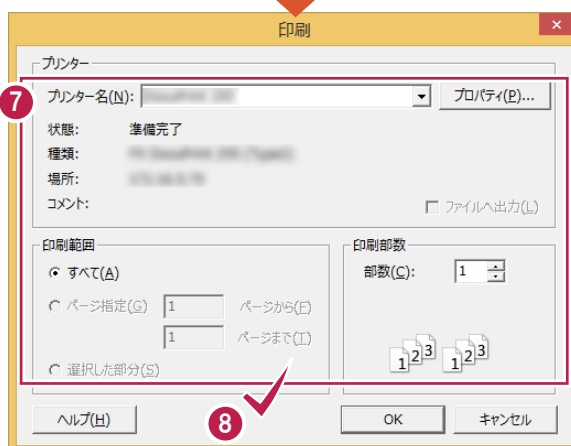 印刷
×
プリンター
7
プリンター名(N):
プロパティ(P)...
状態: 準備完了
種類:
場所:
コメント:
ファイルへ出力(L)
印刷範囲
すべて(A)
ページ指定(G) 1 ページから(F)
1 ページまで(T)
選択した部分(S)
印刷部数
部数(C): 1
1 2 3 1 2 3
8
ヘルプ(H) OK キャンセル